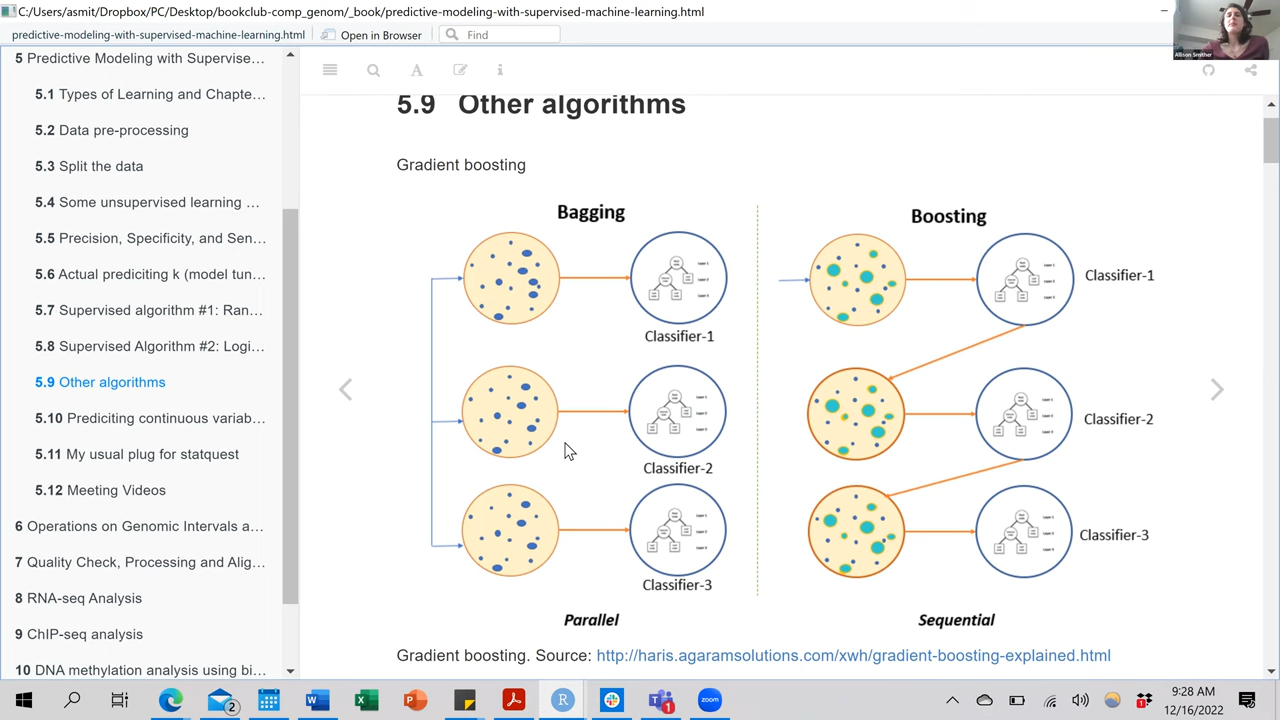 C:/Users/asmit/Dropbox/PC/Desktop/bookclub-comp_genom/_book/predictive-modeling-with-supervised-machine-learning.html
predictive-modeling-with-supervised-machine-learning.html
Open in Browser
Find
Allison Smither
5 Predictive Modeling with Supervise...
5.1 Types of Learning and Chapte...
5.2 Data pre-processing
5.3 Split the data
5.4 Some unsupervised learning ...
5.5 Precision, Specificity, and Sen...
5.6 Actual prediciting k (model tun...
5.7 Supervised algorithm #1: Ran...
5.8 Supervised Algorithm #2: Logi...
5.9 Other algorithms
5.10 Prediciting continuous variab...
5.11 My usual plug for statquest
5.12 Meeting Videos
6 Operations on Genomic Intervals a...
7 Quality Check, Processing and Alig...
8 RNA-seq Analysis
9 ChIP-seq analysis
10 DNA methylation analysis using bi...
5.9 Other algorithms
Gradient boosting
Bagging
Classifier-1
Classifier-2
Classifier-3
Parallel
Boosting
Classifier-1
Classifier-2
Classifier-3
Sequential
Gradient boosting. Source: http://haris.agaramsolutions.com/xwh/gradient-boosting-explained.html
9:28 AM
12/16/2022